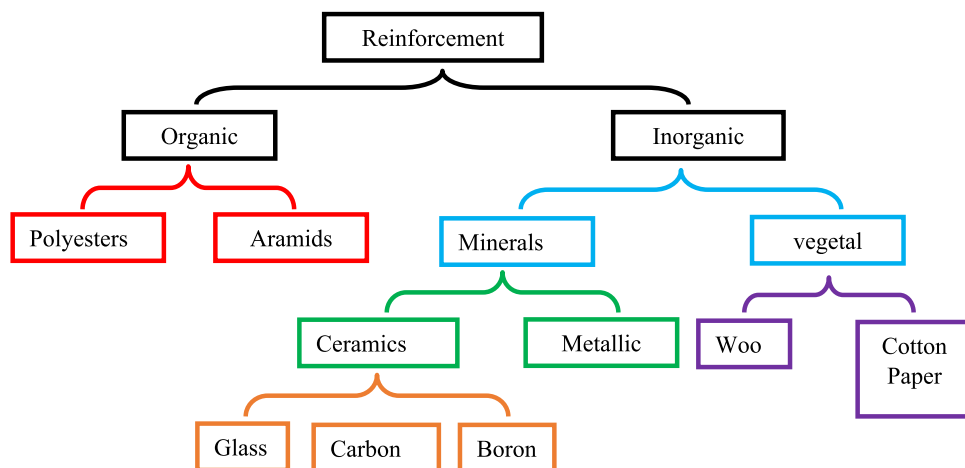 Reinforcement
Organic
Inorganic
Polyesters
Aramids
Minerals
vegetal
Ceramics
Metallic
Woo
Cotton
Paper
Glass
Carbon
Boron